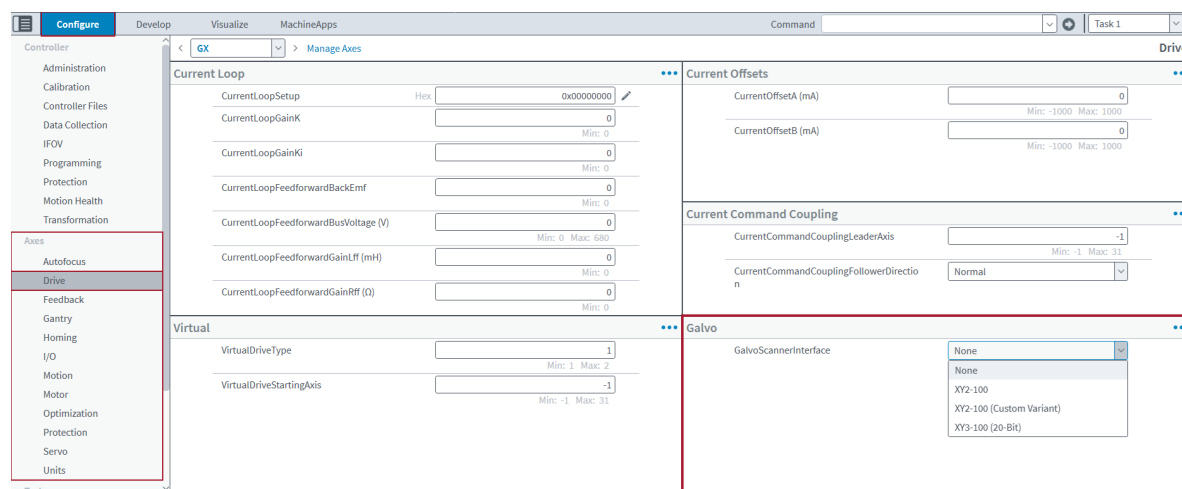 Configure Develop Visualize MachineApps Command Task 1
Controller
Administration
Calibration
Controller Files
Data Collection
IFOV
Programming
Protection
Motion Health
Transformation
Axes
Autofocus
Drive
Feedback
Gantry
Homing
I/O
Motion
Motor
Optimization
Protection
Servo
Units
< GX > Manage Axes
Current Loop •••
CurrentLoopSetup Hex 0x00000000
CurrentLoopGainK 0
Min: 0
CurrentLoopGainKi 0
Min: 0
CurrentLoopFeedforwardBackEmf 0
Min: 0
CurrentLoopFeedforwardBusVoltage (V) 0
Min: 0 Max: 680
CurrentLoopFeedforwardGainLff (mH) 0
Min: 0
CurrentLoopFeedforwardGainRff (Ω) 0
Min: 0
Virtual •••
VirtualDriveType 1
Min: 1 Max: 2
VirtualDriveStartingAxis -1
Min: -1 Max: 31
Current Offsets
CurrentOffsetA (mA) 0
Min: -1000 Max: 1000
CurrentOffsetB (mA) 0
Min: -1000 Max: 1000
Current Command Coupling
CurrentCommandCouplingLeaderAxis -1
Min: -1 Max: 31
CurrentCommandCouplingFollowerDirectio Normal
n
Galvo
GalvoScannerInterface None
None
XY2-100
XY2-100 (Custom Variant)
XY3-100 (20-Bit)